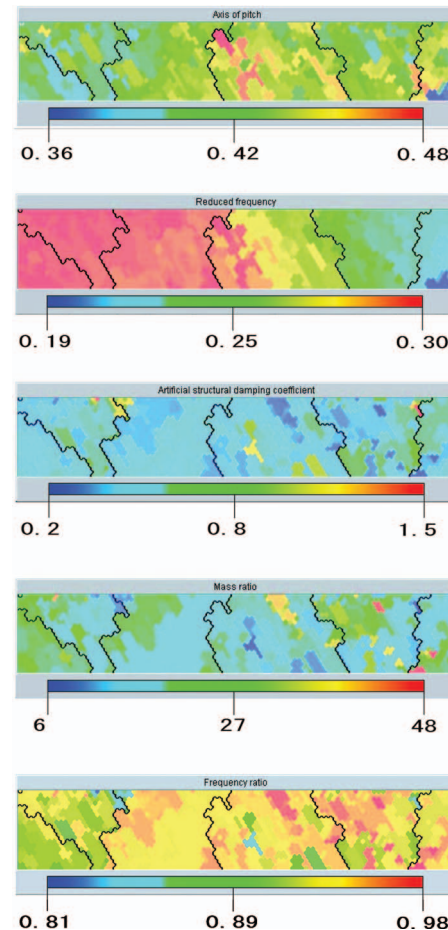 Axis of pitch
0.36 0.42 0.48
Reduced frequency
0.19 0.25 0.30
Artificial structural damping coefficient
0.2 0.8 1.5
Mass ratio
6 27 48
Frequency ratio
0.81 0.89 0.98